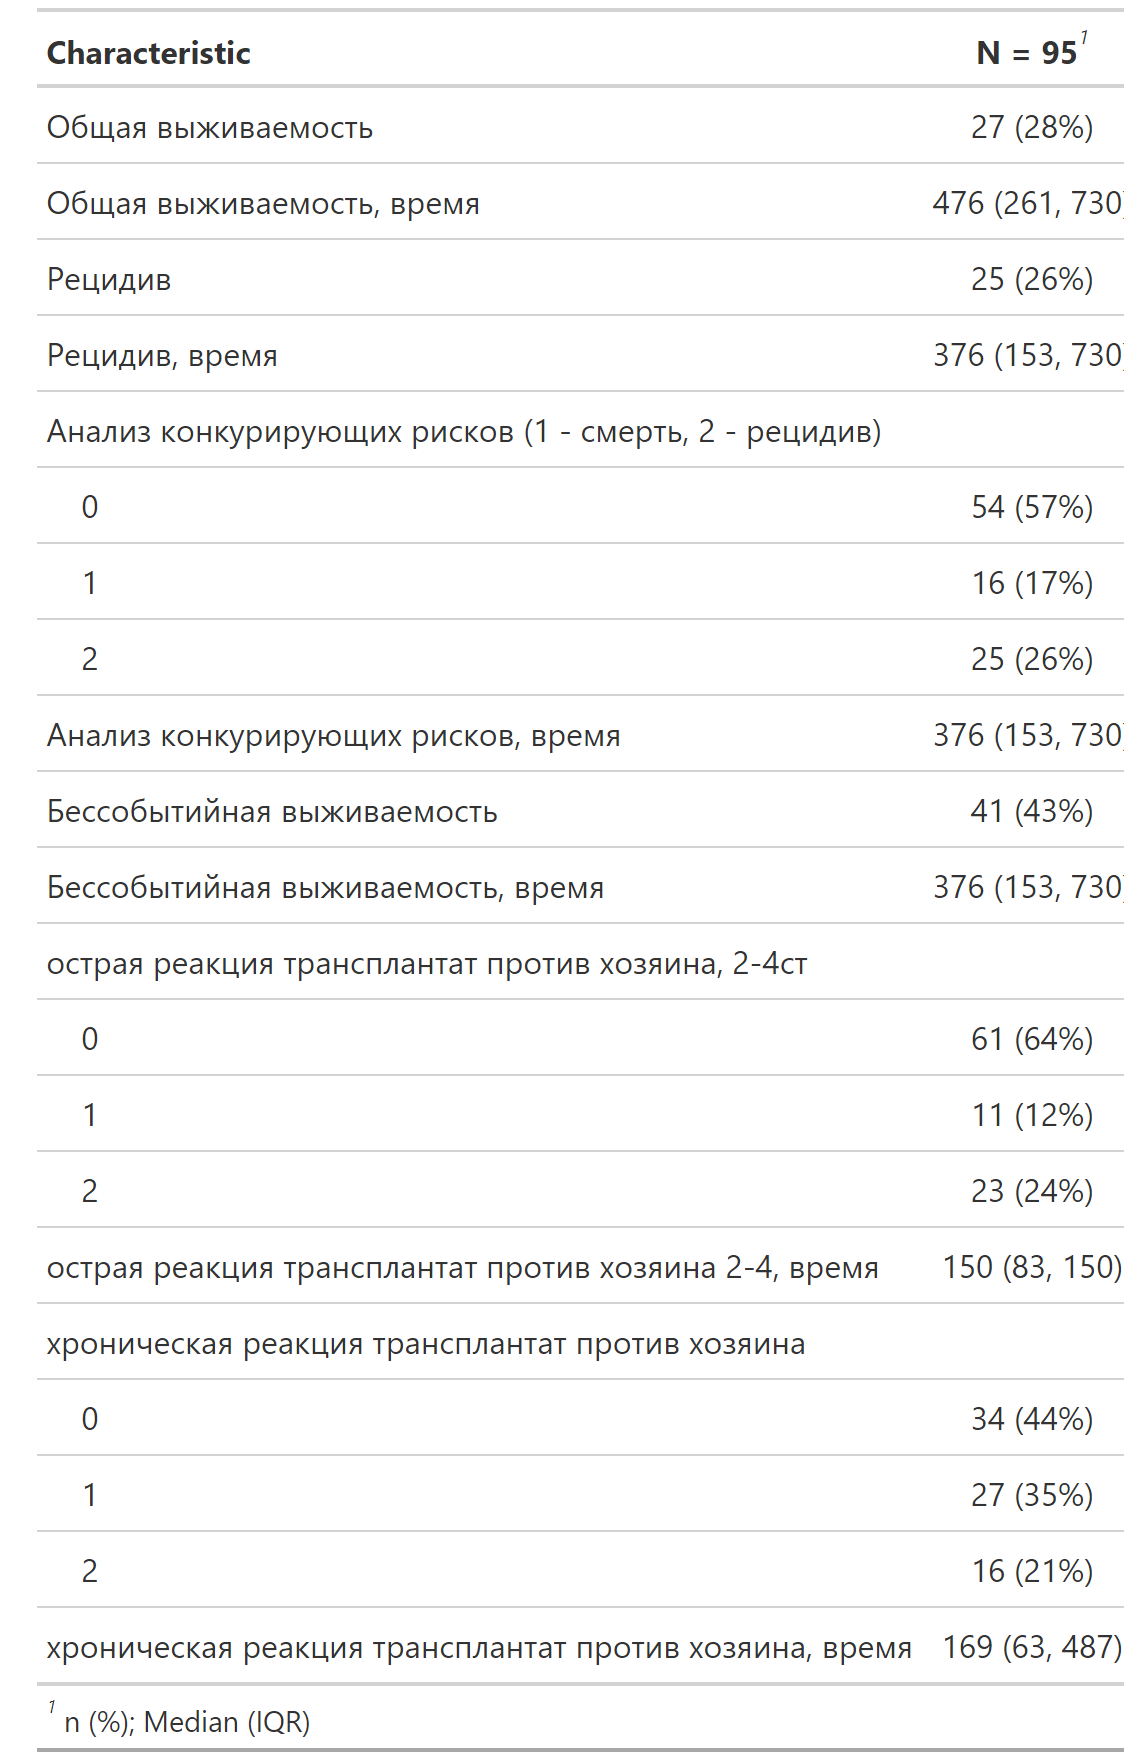 Characteristic N = 95¹
Общая выживаемость 27 (28%)
Общая выживаемость, время 476 (261, 730)
Рецидив 25 (26%)
Рецидив, время 376 (153, 730)
Анализ конкурирующих рисков (1 - смерть, 2 - рецидив)
0 54 (57%)
1 16 (17%)
2 25 (26%)
Анализ конкурирующих рисков, время 376 (153, 730)
Бессобытийная выживаемость 41 (43%)
Бессобытийная выживаемость, время 376 (153, 730)
острая реакция трансплантат против хозяина, 2-4ст
0 61 (64%)
1 11 (12%)
2 23 (24%)
острая реакция трансплантат против хозяина 2-4, время 150 (83, 150)
хроническая реакция трансплантат против хозяина
0 34 (44%)
1 27 (35%)
2 16 (21%)
хроническая реакция трансплантат против хозяина, время 169 (63, 487)
¹ n (%); Median (IQR)